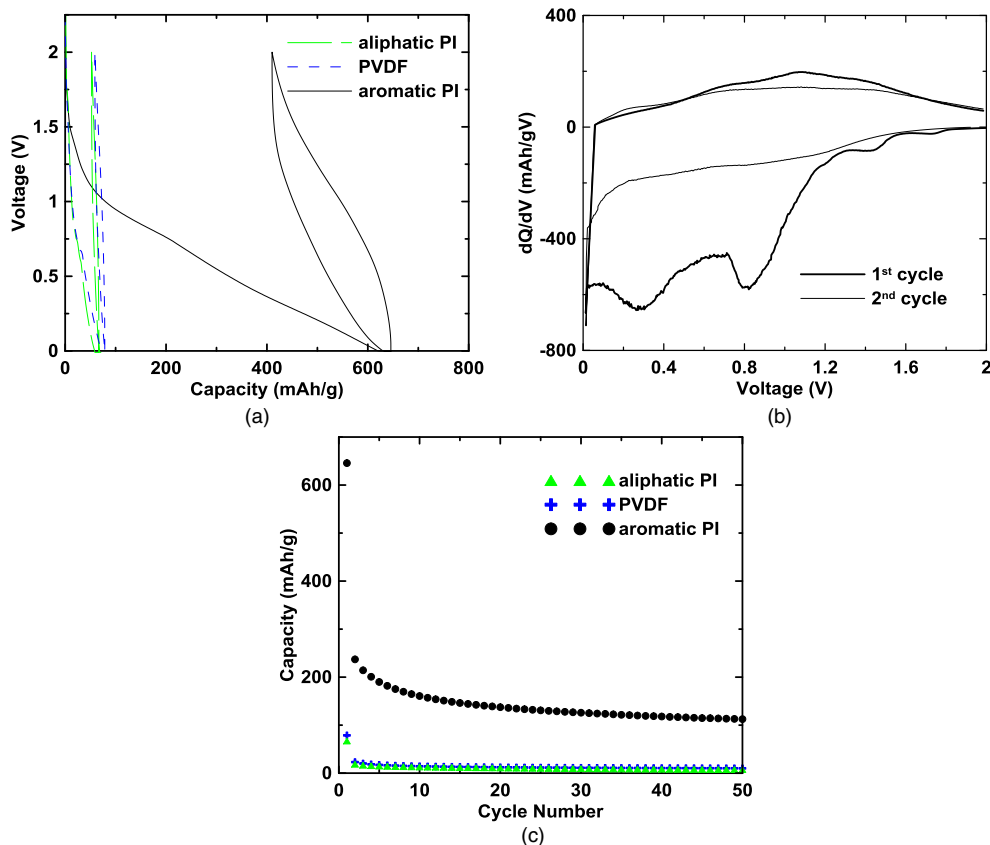 2
1.5
1
0.5
0
Voltage (V)
0 200 400 600 800
Capacity (mAh/g)
aliphatic PI
PVDF
aromatic PI
(a)
400
0
-400
-800
dQ/dV (mAh/gV)
0 0.4 0.8 1.2 1.6 2
Voltage (V)
1st cycle
2nd cycle
(b)
600
400
200
0
Capacity (mAh/g)
0 10 20 30 40 50
Cycle Number
aliphatic PI
PVDF
aromatic PI
(c)